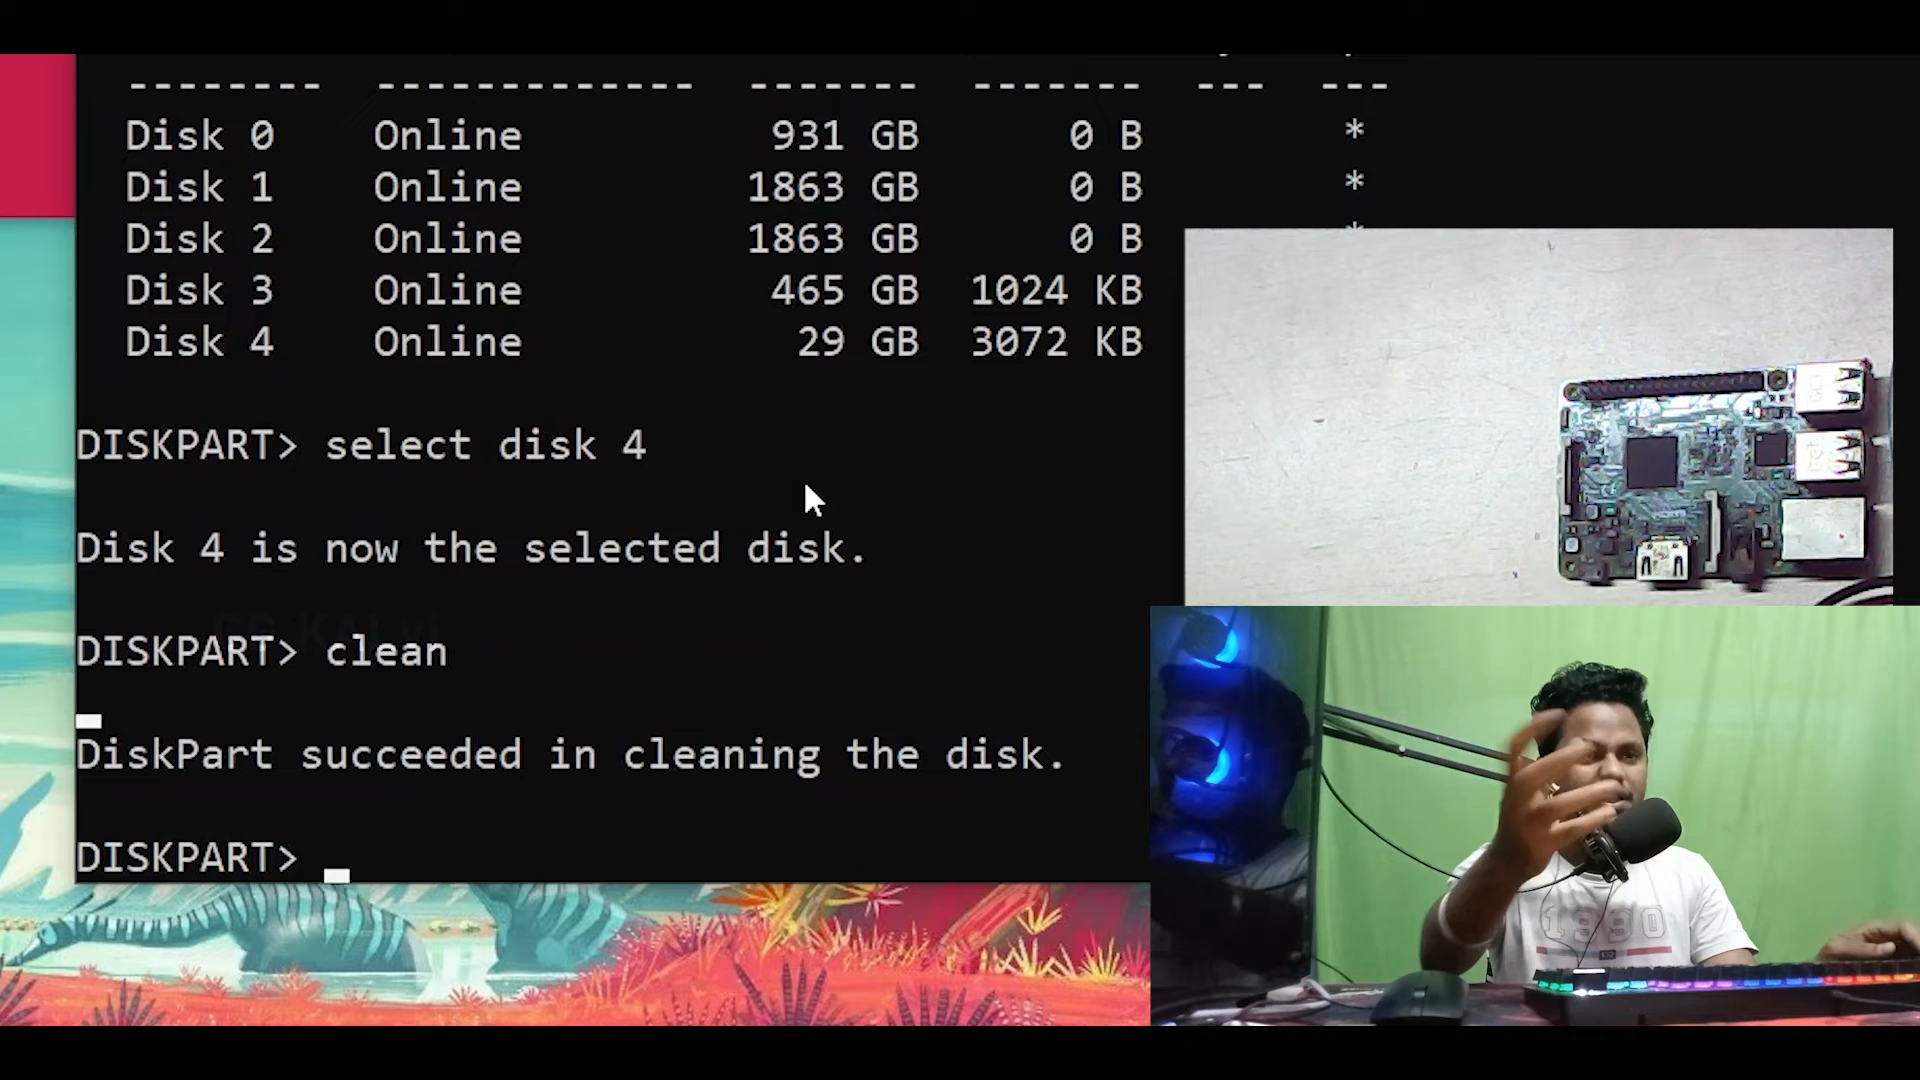 -------- ------------- ------- ------- --- ---
Disk 0 Online 931 GB 0 B *
Disk 1 Online 1863 GB 0 B *
Disk 2 Online 1863 GB 0 B *
Disk 3 Online 465 GB 1024 KB
Disk 4 Online 29 GB 3072 KB
DISKPART> select disk 4
Disk 4 is now the selected disk.
DISKPART> clean
DiskPart succeeded in cleaning the disk.
DISKPART>
1990